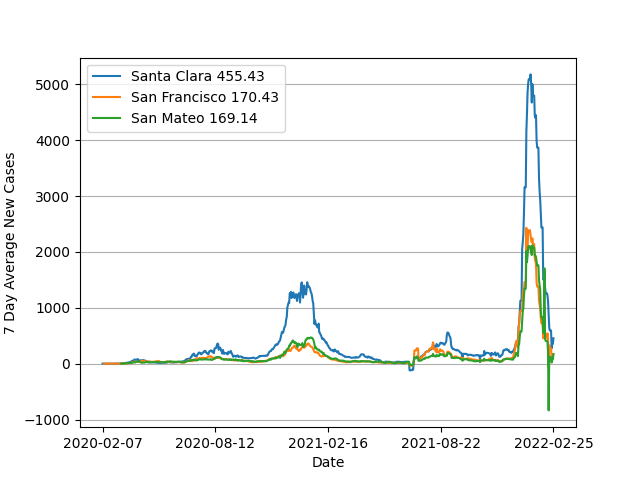 Santa Clara 455.43
San Francisco 170.43
San Mateo 169.14
7 Day Average New Cases
5000
4000
3000
2000
1000
0
−1000
2020-02-07 2020-08-12 2021-02-16 2021-08-22 2022-02-25
Date